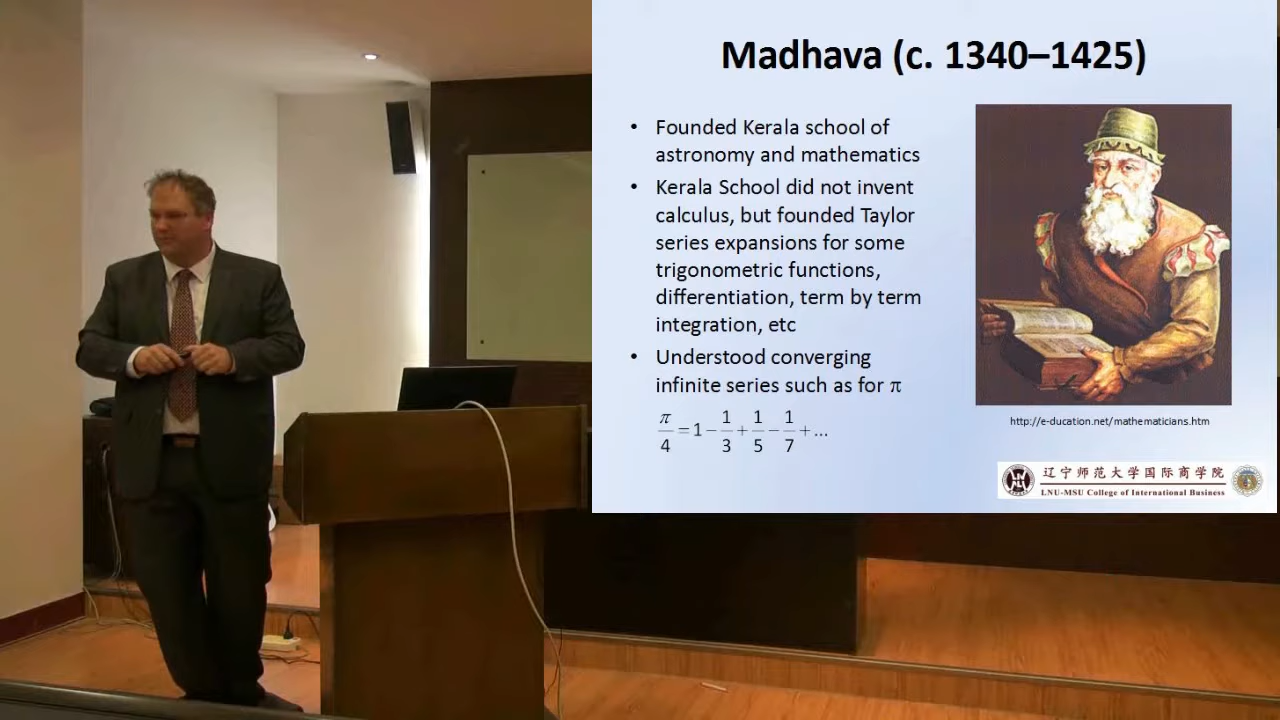 Madhava (c. 1340–1425)
• Founded Kerala school of
astronomy and mathematics
• Kerala School did not invent
calculus, but founded Taylor
series expansions for some
trigonometric functions,
differentiation, term by term
integration, etc
• Understood converging
infinite series such as for π
π/4 = 1 − 1/3 + 1/5 − 1/7 + ...
http://e-ducation.net/mathematicians.htm
辽宁师范大学国际商学院
LNU-MSU College of International Business